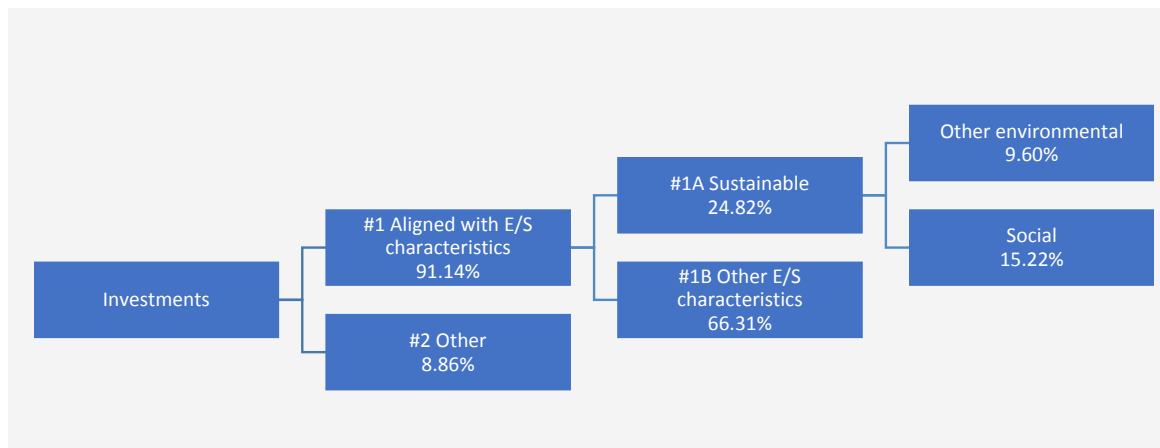 Investments
#1 Aligned with E/S
characteristics
91.14%
#2 Other
8.86%
#1A Sustainable
24.82%
#1B Other E/S
characteristics
66.31%
Other environmental
9.60%
Social
15.22%